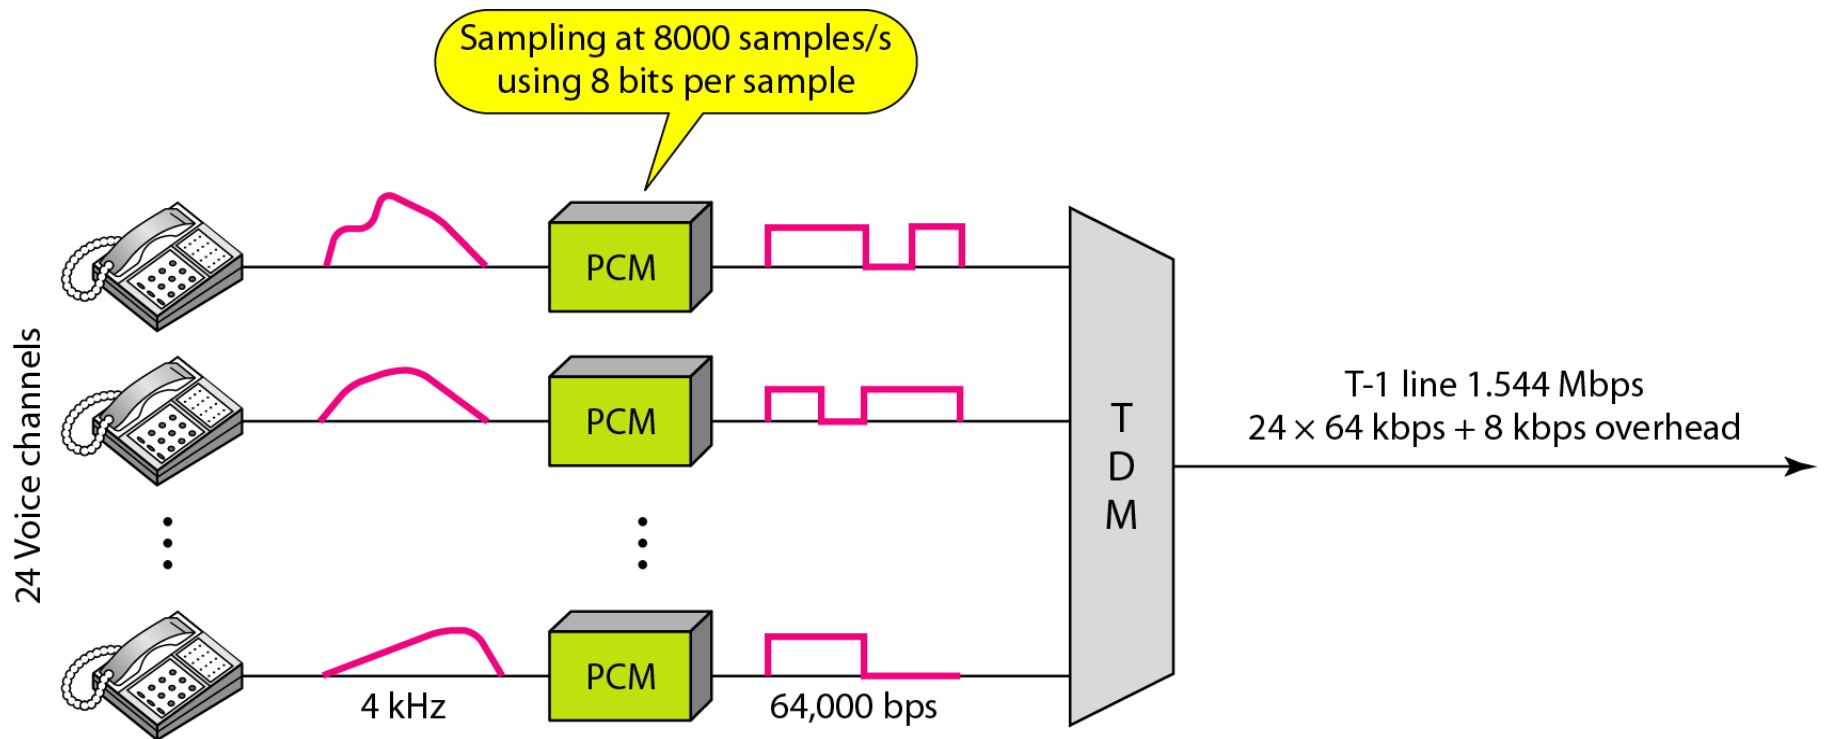 Sampling at 8000 samples/s
using 8 bits per sample
24 Voice channels
PCM
PCM
PCM
4 kHz
64,000 bps
T
D
M
T-1 line 1.544 Mbps
24 × 64 kbps + 8 kbps overhead